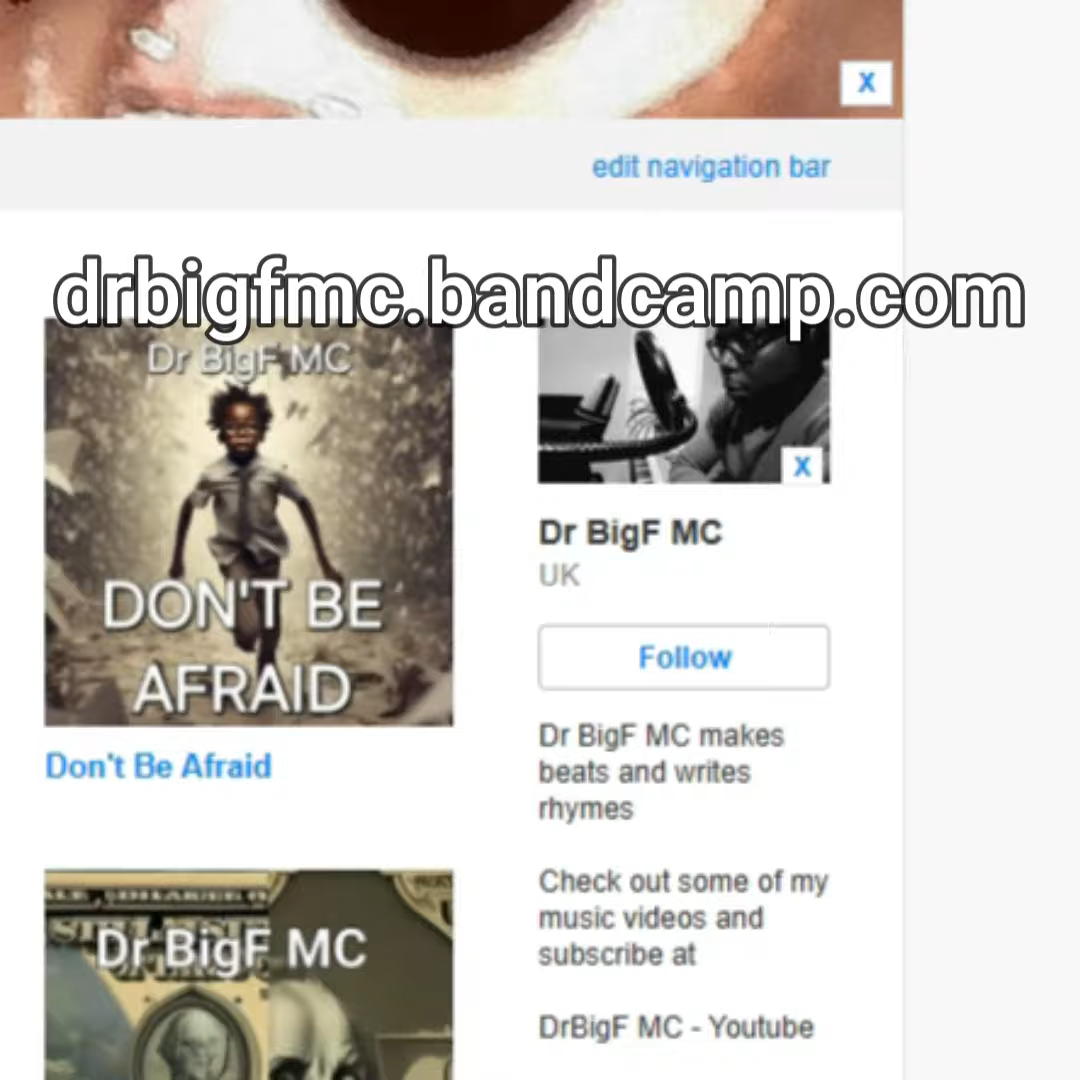 X
edit navigation bar
drbigfmc.bandcamp.com
Dr BigF MC
DON'T BE
AFRAID
Don't Be Afraid
Dr BigF MC
X
Dr BigF MC
UK
Follow
Dr BigF MC makes
beats and writes
rhymes
Check out some of my
music videos and
subscribe at
DrBigF MC - Youtube